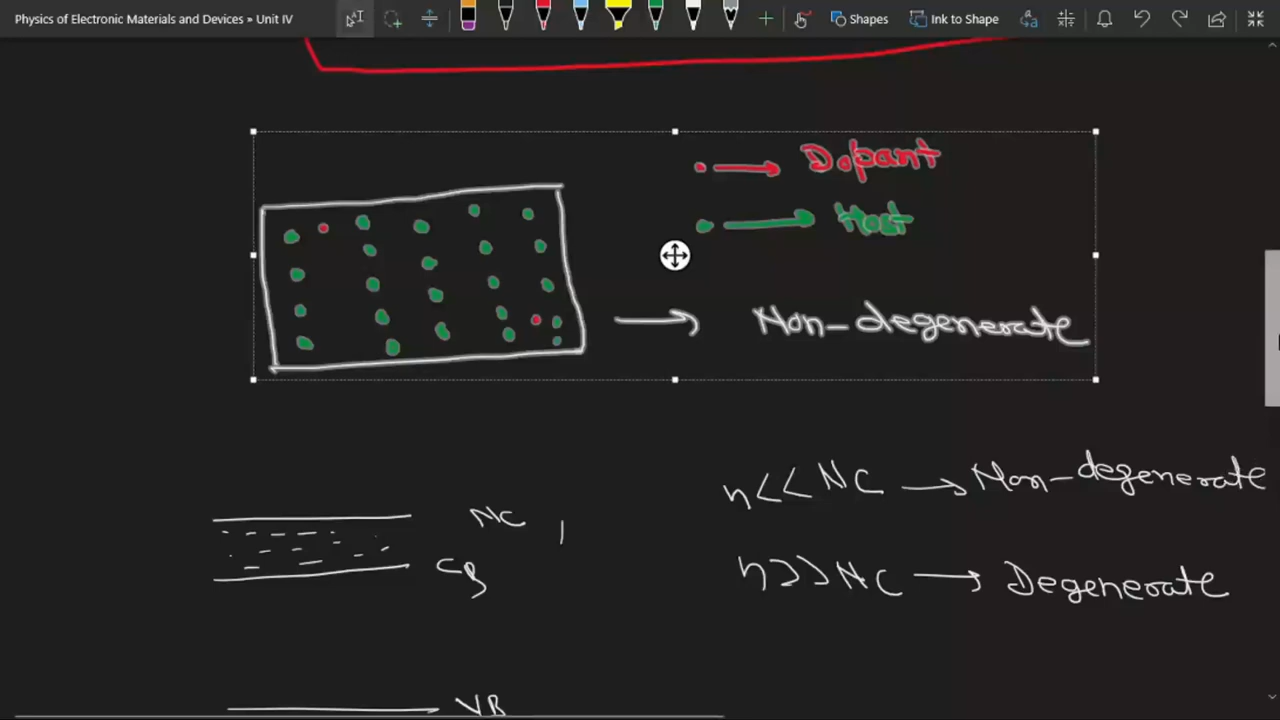 Physics of Electronic Materials and Devices » Unit IV
Shapes
Ink to Shape
Dopant
Host
Non-degenerate
n<<NC → Non-degenerate
NC
CB
n>>NC → Degenerate
VB